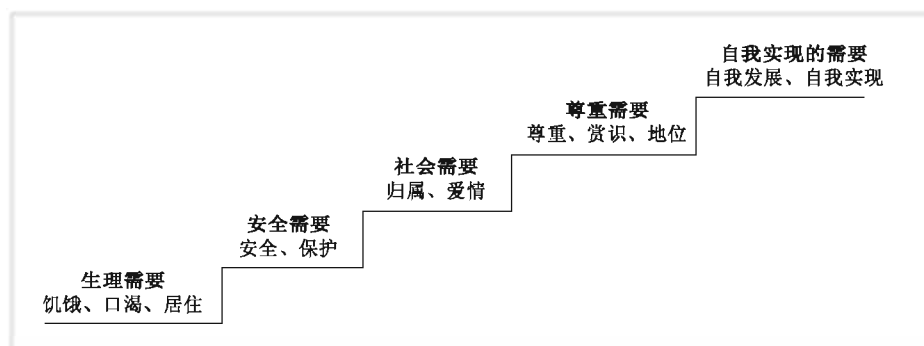 自我实现的需要
自我发展、自我实现
尊重需要
尊重、赏识、地位
社会需要
归属、爱情
安全需要
安全、保护
生理需要
饥饿、口渴、居住